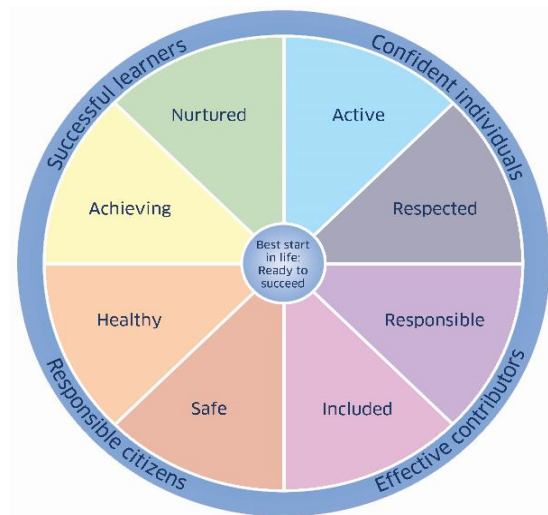 Successful learners
Confident individuals
Nurtured
Active
Achieving
Respected
Best start
in life:
Ready to
succeed
Healthy
Responsible
Safe
Included
Responsible citizens
Effective contributors